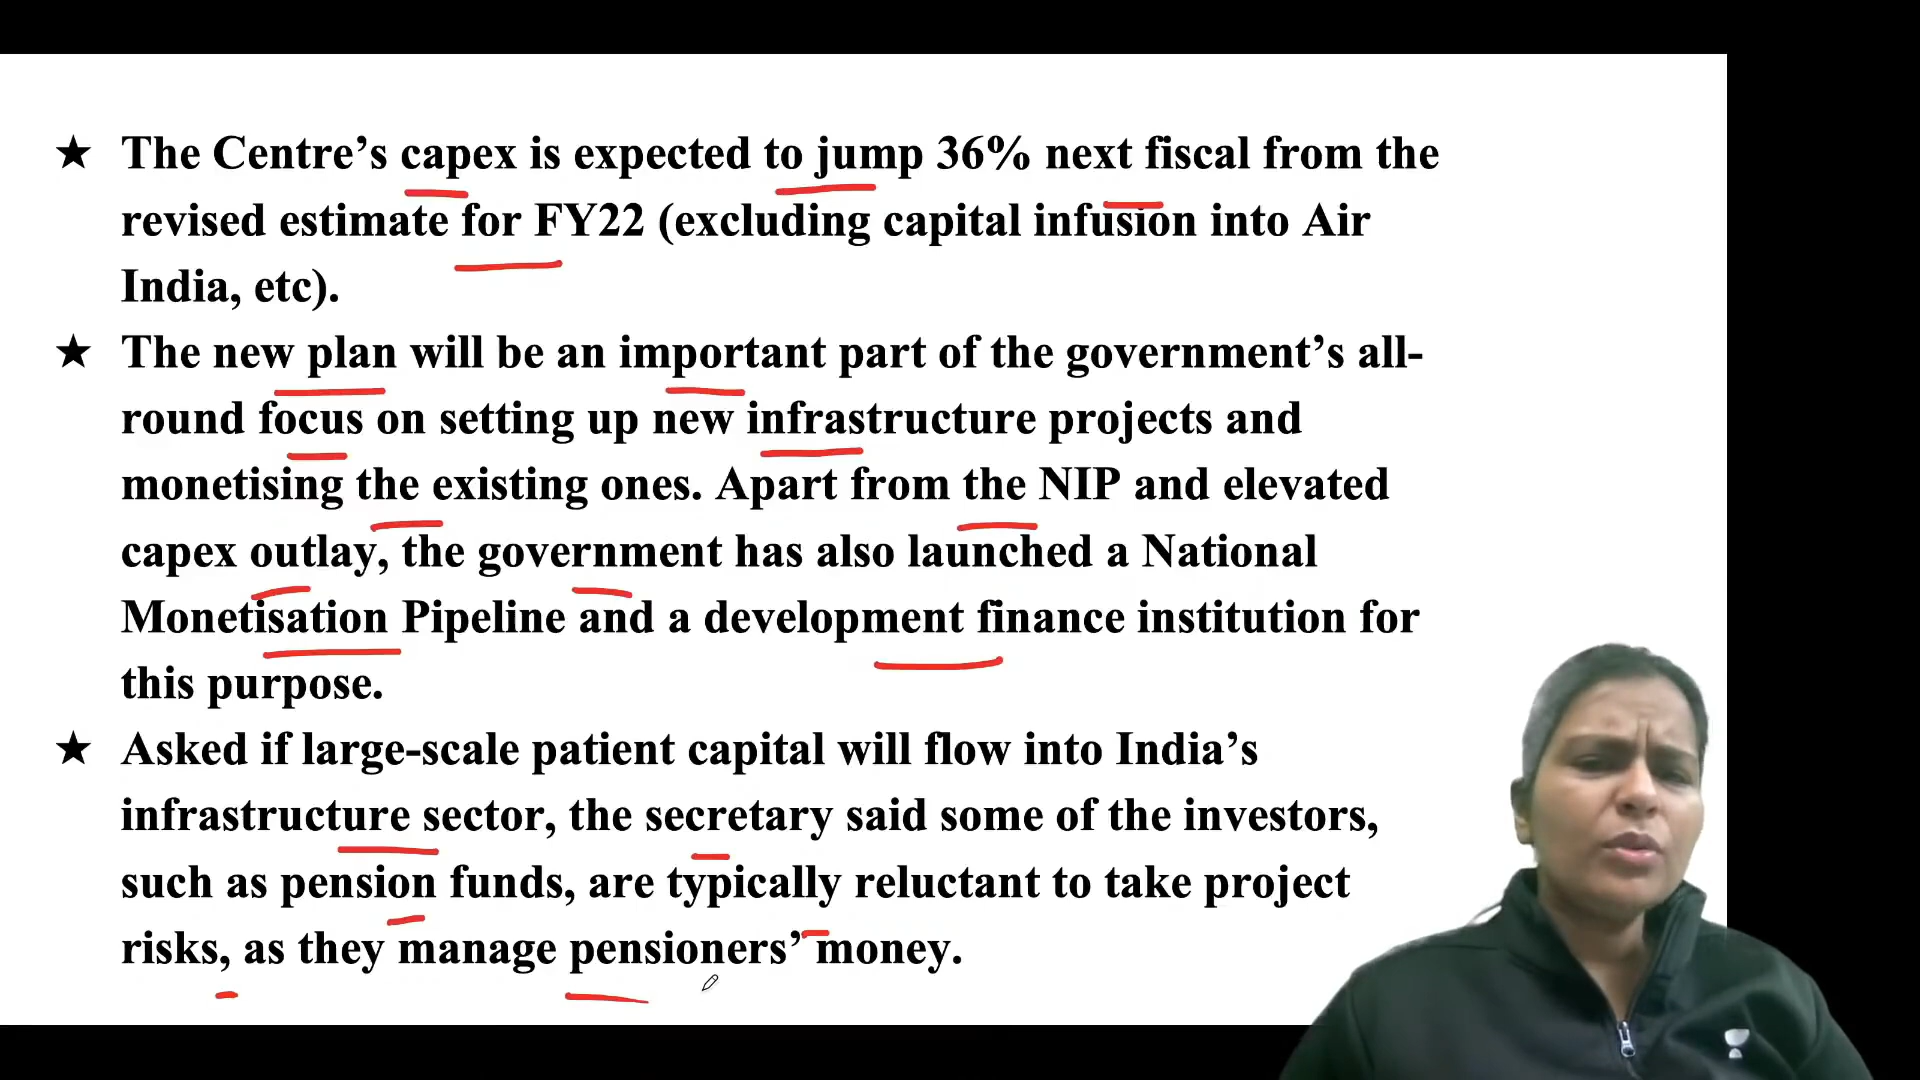 ★ The Centre’s capex is expected to jump 36% next fiscal from the
revised estimate for FY22 (excluding capital infusion into Air
India, etc).
★ The new plan will be an important part of the government’s all-
round focus on setting up new infrastructure projects and
monetising the existing ones. Apart from the NIP and elevated
capex outlay, the government has also launched a National
Monetisation Pipeline and a development finance institution for
this purpose.
★ Asked if large-scale patient capital will flow into India’s
infrastructure sector, the secretary said some of the investors,
such as pension funds, are typically reluctant to take project
risks, as they manage pensioners’ money.